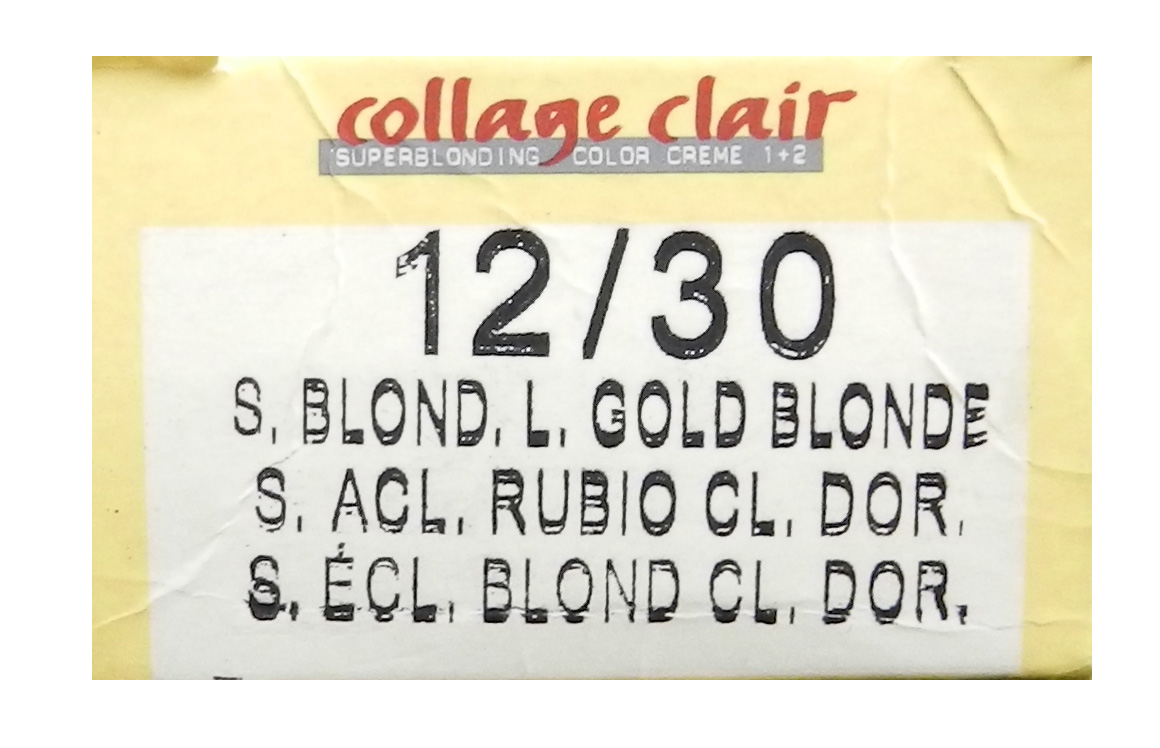 collage clair
SUPERBLONDING COLOR CREME 1+2
12/30
S. BLOND. L. GOLD BLONDE
S. ACL. RUBIO CL. DOR.
S. ÉCL. BLOND CL. DOR.